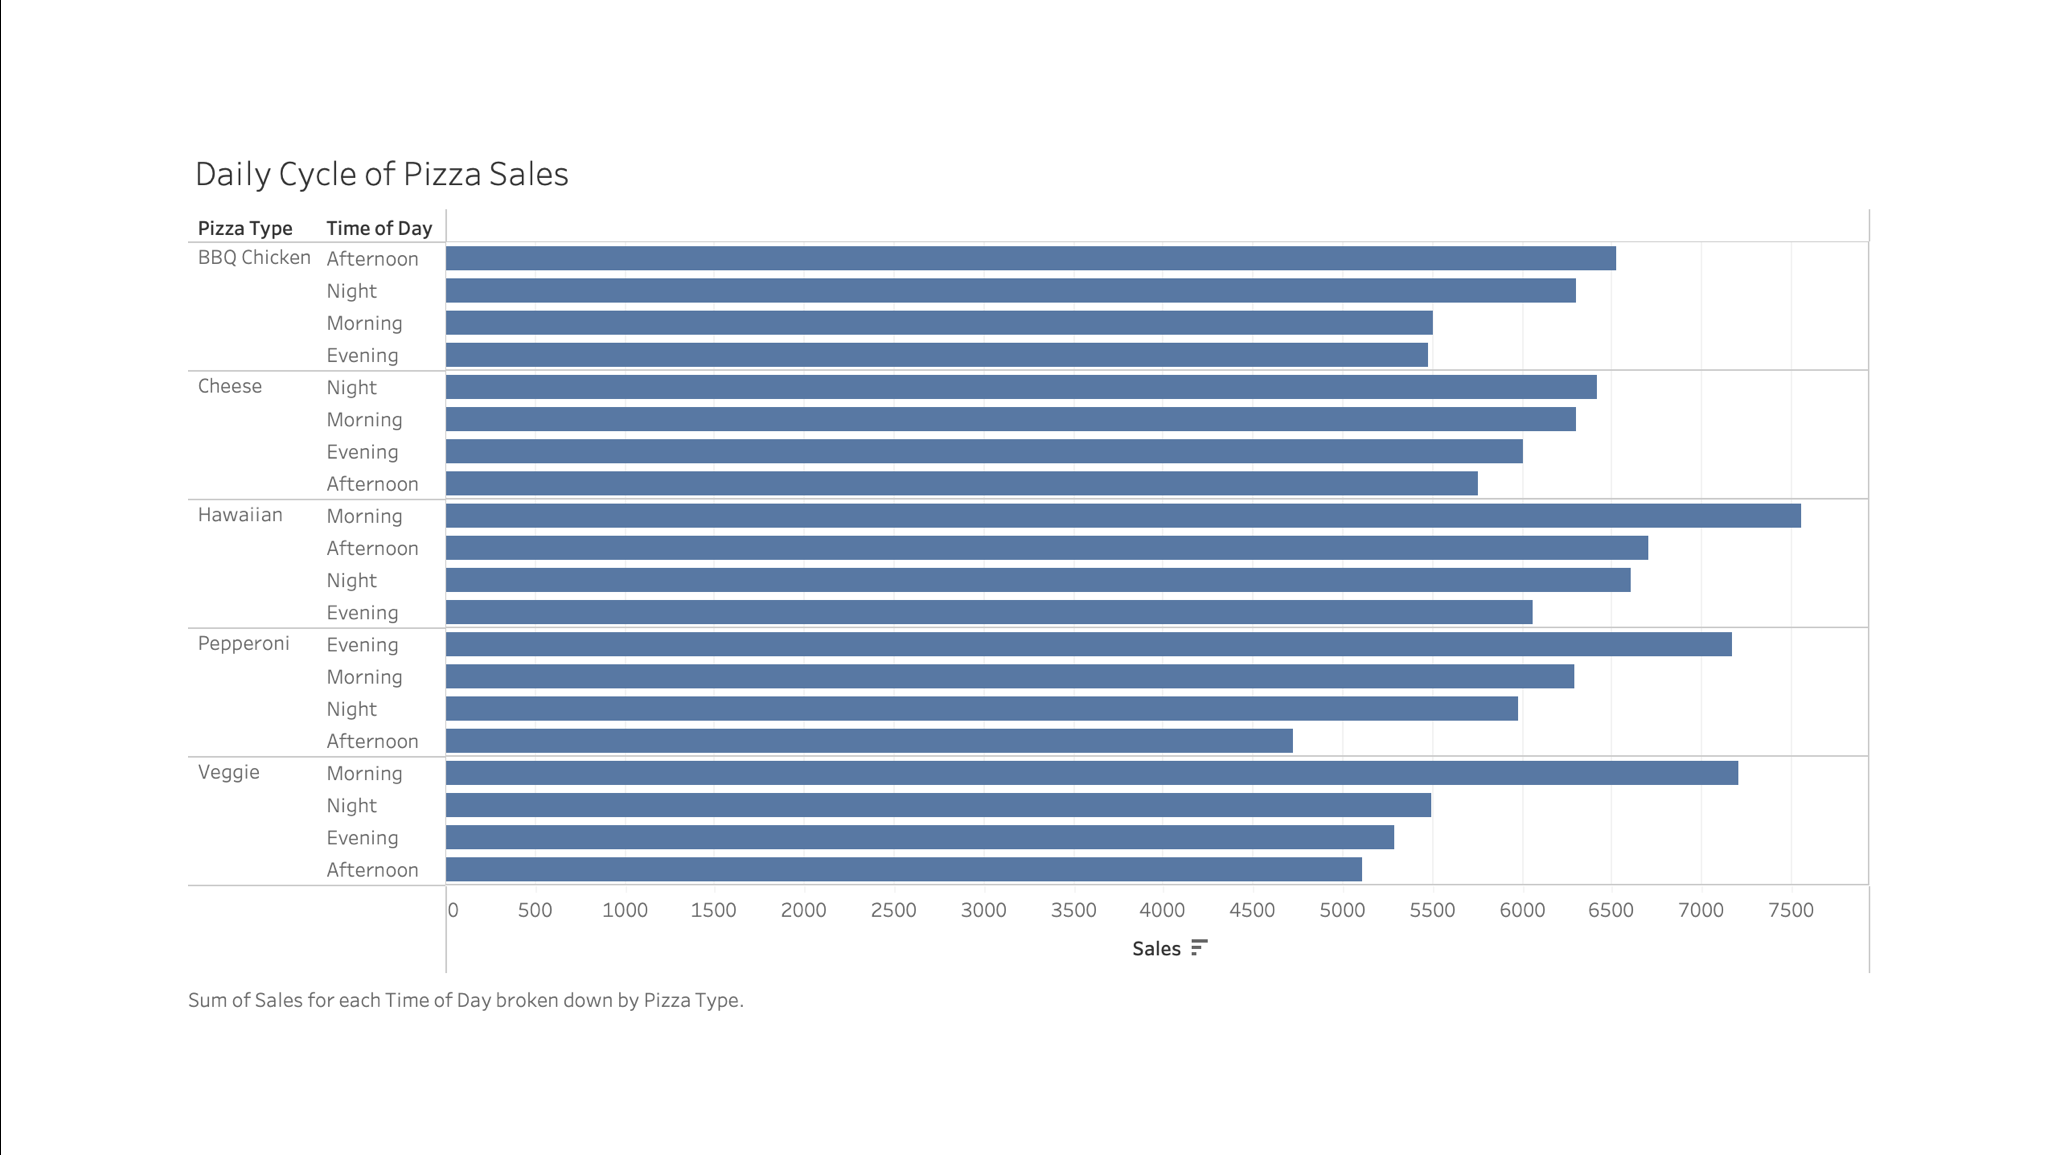 Daily Cycle of Pizza Sales
Pizza Type Time of Day
BBQ Chicken Afternoon
Night
Morning
Evening
Cheese Night
Morning
Evening
Afternoon
Hawaiian Morning
Afternoon
Night
Evening
Pepperoni Evening
Morning
Night
Afternoon
Veggie Morning
Night
Evening
Afternoon
0 500 1000 1500 2000 2500 3000 3500 4000 4500 5000 5500 6000 6500 7000 7500
Sales
Sum of Sales for each Time of Day broken down by Pizza Type.